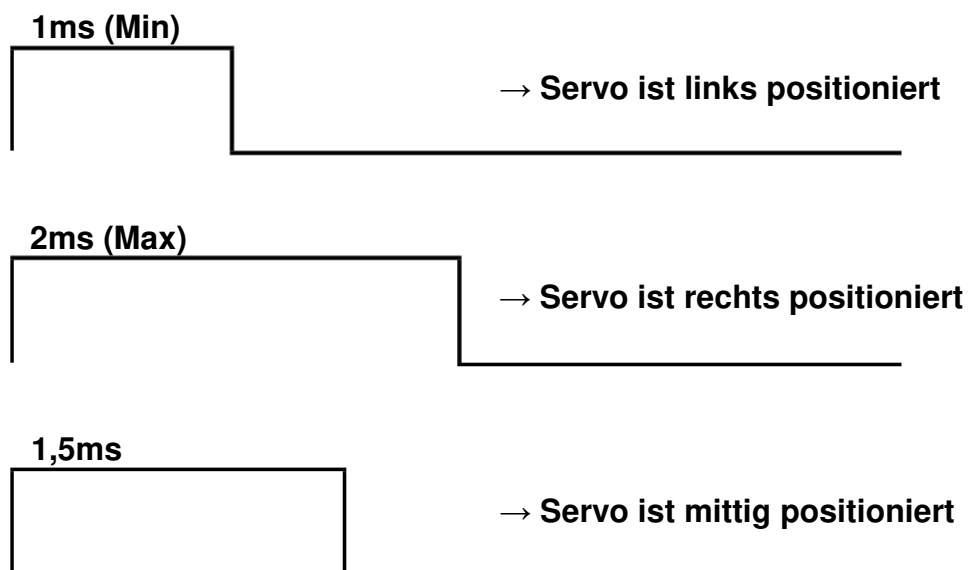 1ms (Min)
→ Servo ist links positioniert
2ms (Max)
→ Servo ist rechts positioniert
1,5ms
→ Servo ist mittig positioniert